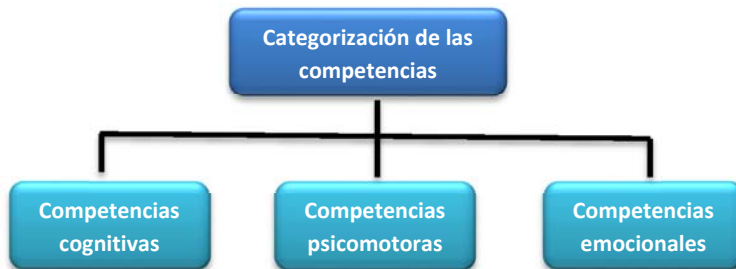 Categorización de las
competencias
Competencias
cognitivas
Competencias
psicomotoras
Competencias
emocionales